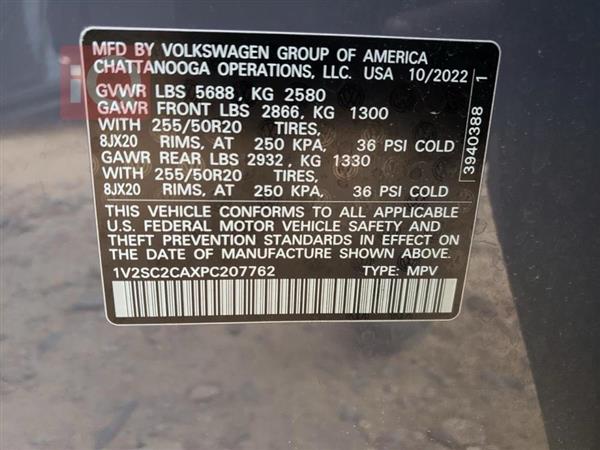 MFD BY VOLKSWAGEN GROUP OF AMERICA
CHATTANOOGA OPERATIONS, LLC. USA 10/2022
GVWR LBS 5688, KG 2580
GAWR FRONT LBS 2866, KG 1300
WITH 255/50R20 TIRES,
8JX20 RIMS, AT 250 KPA, 36 PSI COLD
GAWR REAR LBS 2932, KG 1330
WITH 255/50R20 TIRES,
8JX20 RIMS, AT 250 KPA, 36 PSI COLD
THIS VEHICLE CONFORMS TO ALL APPLICABLE
U.S. FEDERAL MOTOR VEHICLE SAFETY AND
THEFT PREVENTION STANDARDS IN EFFECT ON
THE DATE OF MANUFACTURE SHOWN ABOVE.
1V2SC2CAXPC207762 TYPE: MPV
3940388 1